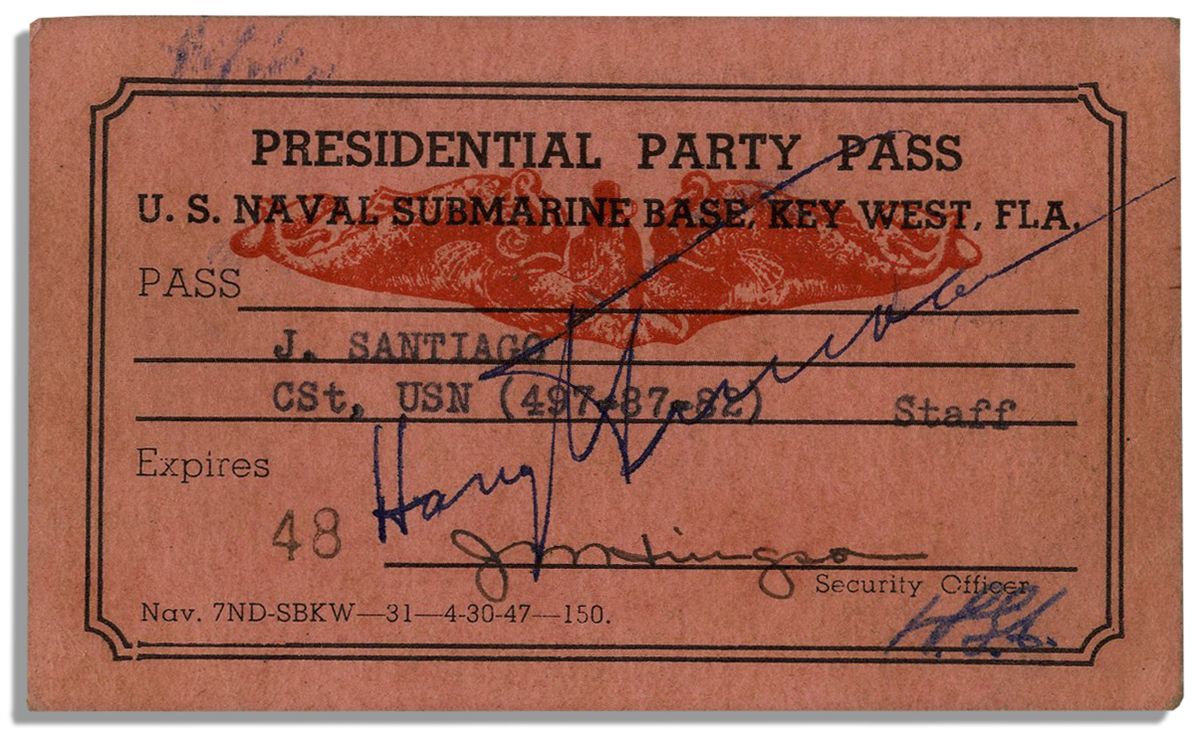 PRESIDENTIAL PARTY PASS
U. S. NAVAL SUBMARINE BASE, KEY WEST, FLA.
PASS
J. SANTIAGO
CSt, USN (497-87-82) Staff
Expires
Harry Truman
48
Security Officer
Nav. 7ND-SBKW—31—4-30-47—150.